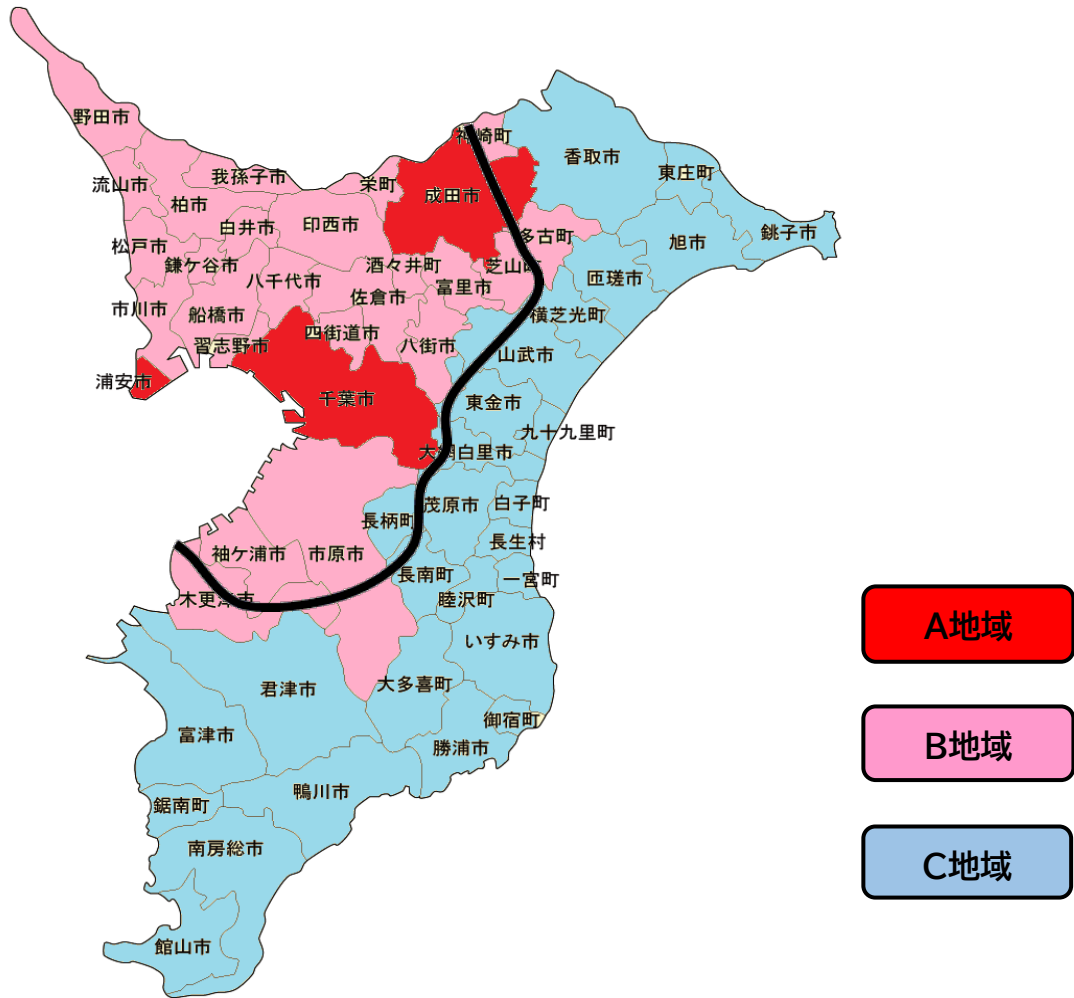 野田市
神崎町
香取市
流山市
我孫子市
栄町
成田市
東庄町
柏市
白井市
印西市
松戸市
多古町
旭市
銚子市
鎌ケ谷市
酒々井町
芝山町
八千代市
佐倉市
富里市
匝瑳市
市川市
船橋市
横芝光町
四街道市
習志野市
八街市
山武市
浦安市
千葉市
東金市
九十九里町
大網白里市
茂原市
白子町
長柄町
長生村
袖ケ浦市
市原市
長南町
一宮町
木更津市
睦沢町
いすみ市
大多喜町
君津市
御宿町
富津市
勝浦市
鴨川市
鋸南町
南房総市
館山市
A地域
B地域
C地域